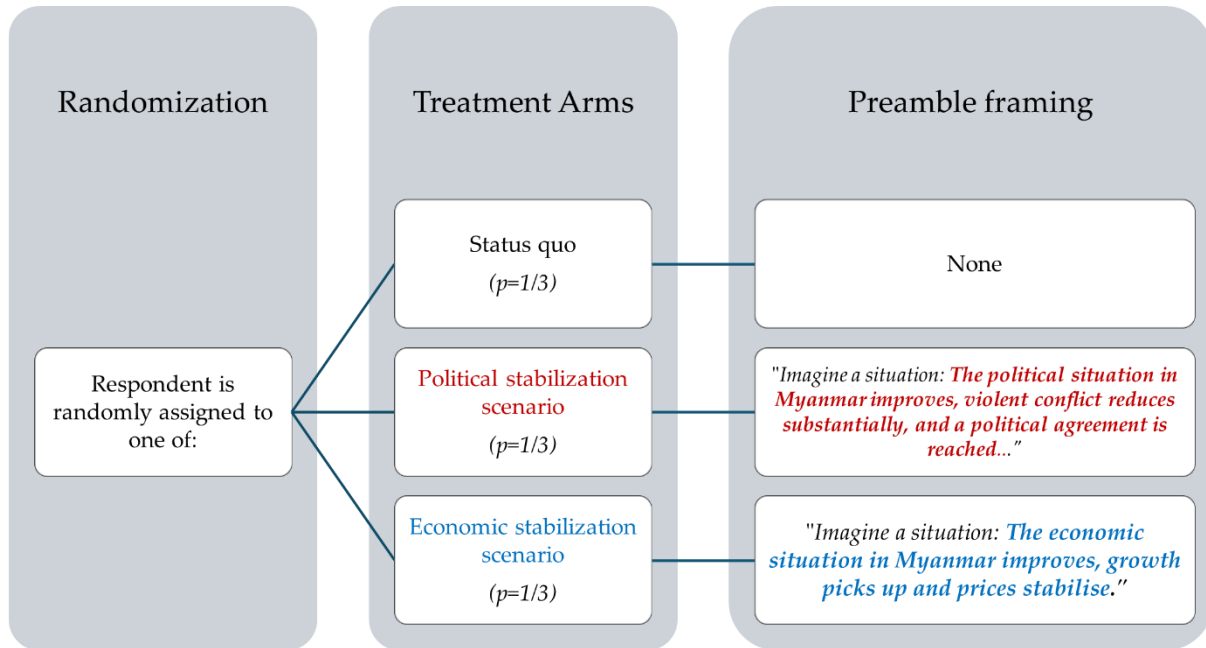 Randomization
Treatment Arms
Preamble framing
Respondent is
randomly assigned to
one of:
Status quo
(p=1/3)
None
Political stabilization
scenario
(p=1/3)
"Imagine a situation: The political situation in
Myanmar improves, violent conflict reduces
substantially, and a political agreement is
reached..."
Economic stabilization
scenario
(p=1/3)
"Imagine a situation: The economic
situation in Myanmar improves, growth
picks up and prices stabilise."